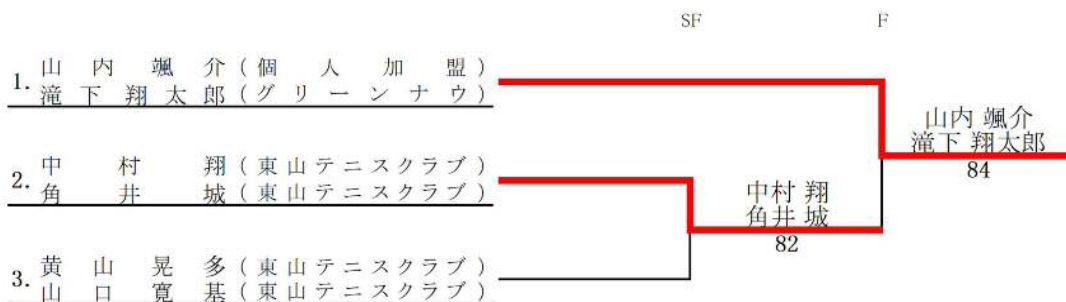 SF F
1. 山内颯介(個人加盟)
滝下翔太郎(グリーンナウ)
山内 颯介
滝下 翔太郎
84
2. 中村翔(東山テニスクラブ)
角井城(東山テニスクラブ)
中村 翔
角井 城
82
3. 黄山晃多(東山テニスクラブ)
山口寛基(東山テニスクラブ)